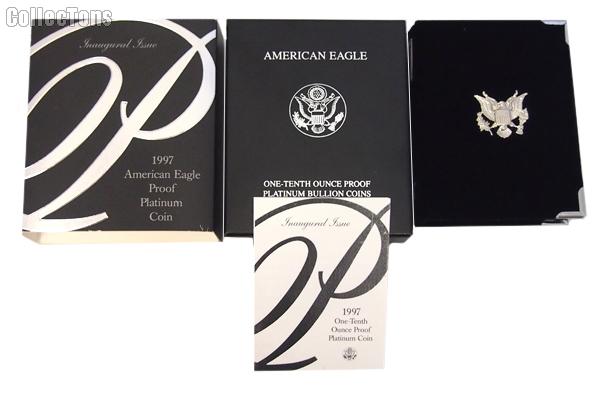 CollecTons
Inaugural Issue
P
1997
American Eagle
Proof
Platinum
Coin
AMERICAN EAGLE
ONE-TENTH OUNCE PROOF
PLATINUM BULLION COINS
Inaugural Issue
P
1997
One-Tenth
Ounce Proof
Platinum Coin